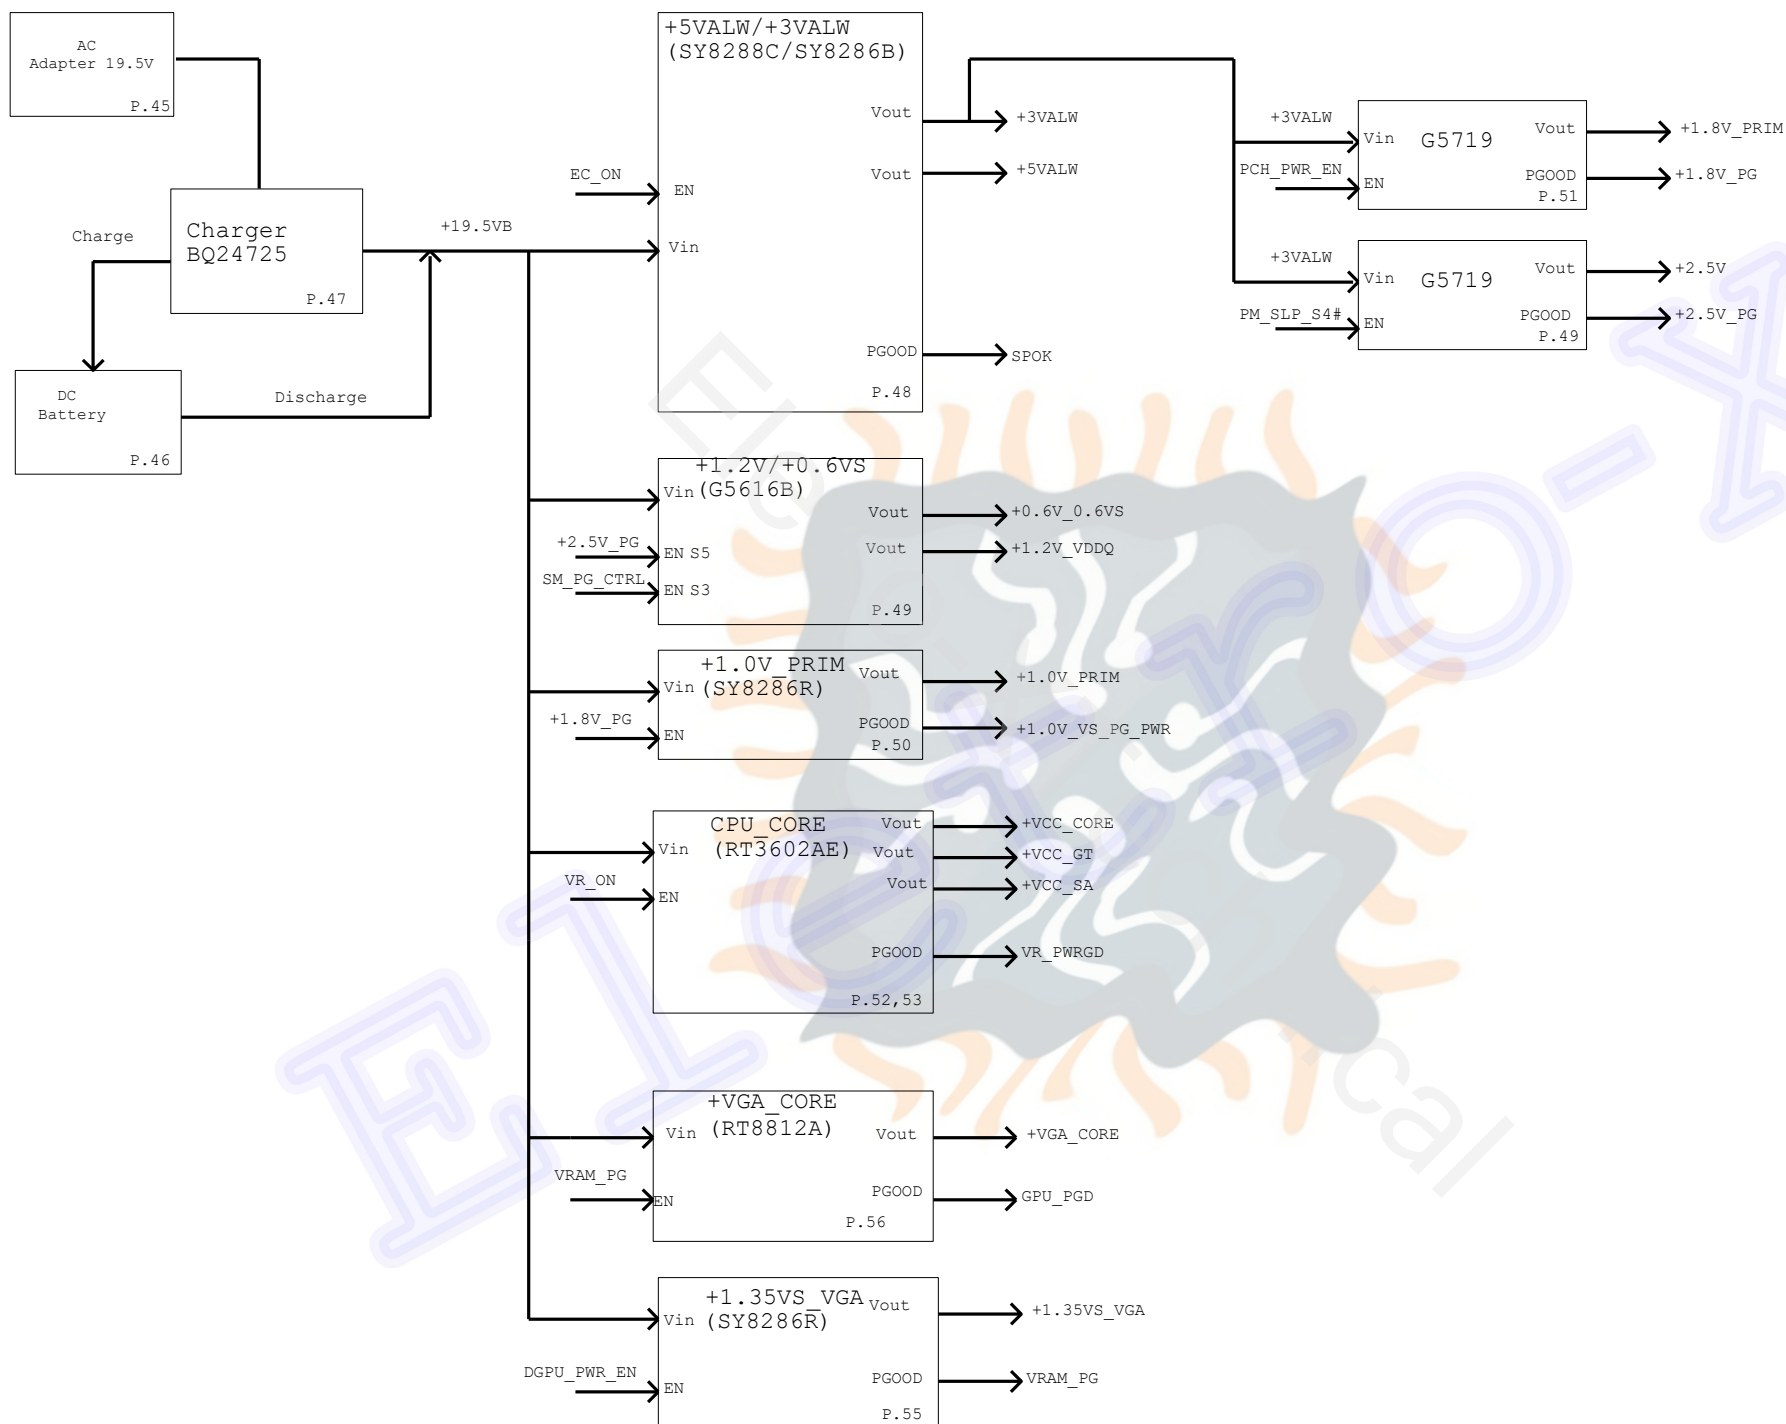 AC
Adapter 19.5V
P.45
Charger
BQ24725
P.47
Charge
DC
Battery
P.46
Discharge
+19.5VB
+5VALW/+3VALW
(SY8288C/SY8286B)
Vout
+3VALW
Vout
+5VALW
EC_ON
EN
Vin
PGOOD
SPOK
P.48
+3VALW
Vin
G5719
Vout
+1.8V_PRIM
PCH_PWR_EN
EN
PGOOD
+1.8V_PG
P.51
+3VALW
Vin
G5719
Vout
+2.5V
PM_SLP_S4#
EN
PGOOD
+2.5V_PG
P.49
+1.2V/+0.6VS
Vin (G5616B)
Vout
+0.6V_0.6VS
+2.5V_PG
EN S5
Vout
+1.2V_VDDQ
SM_PG_CTRL
EN S3
P.49
+1.0V_PRIM
Vin (SY8286R)
Vout
+1.0V_PRIM
+1.8V_PG
EN
PGOOD
+1.0V_VS_PG_PWR
P.50
CPU_CORE
(RT3602AE)
Vin
Vout
+VCC_CORE
Vout
+VCC_GT
VR_ON
EN
Vout
+VCC_SA
PGOOD
VR_PWRGD
P.52,53
+VGA_CORE
Vin (RT8812A)
Vout
+VGA_CORE
VRAM_PG
EN
PGOOD
GPU_PGD
P.56
+1.35VS_VGA
Vin (SY8286R)
Vout
+1.35VS_VGA
DGPU_PWR_EN
EN
PGOOD
VRAM_PG
P.55
Electro-X